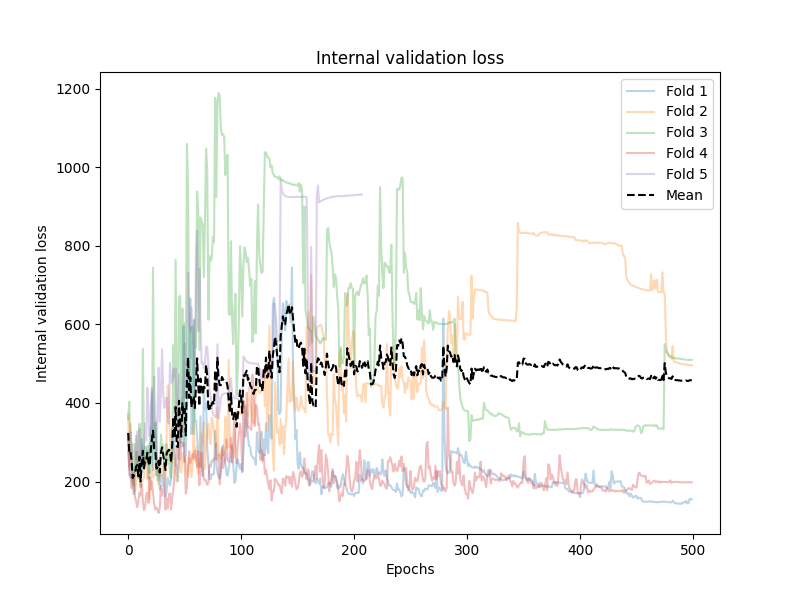 Internal validation loss
1200
1000
800
600
400
200
Internal validation loss
0
100
200
300
400
500
Epochs
Fold 1
Fold 2
Fold 3
Fold 4
Fold 5
Mean